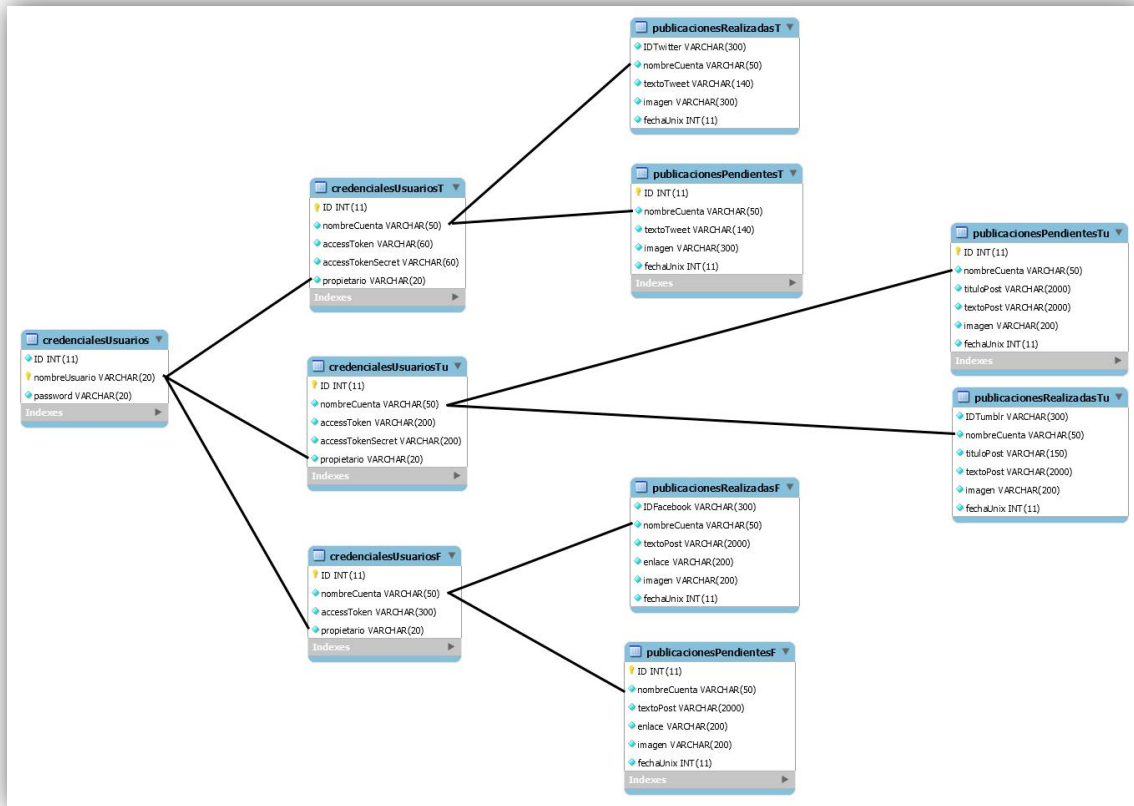 credencialesUsuarios
ID INT(11)
nombreUsuario VARCHAR(20)
password VARCHAR(20)
Indexes
credencialesUsuariosT
ID INT(11)
nombreCuenta VARCHAR(50)
accessToken VARCHAR(60)
accessTokenSecret VARCHAR(60)
propietario VARCHAR(20)
Indexes
credencialesUsuariosTu
ID INT(11)
nombreCuenta VARCHAR(50)
accessToken VARCHAR(200)
accessTokenSecret VARCHAR(200)
propietario VARCHAR(20)
Indexes
credencialesUsuariosF
ID INT(11)
nombreCuenta VARCHAR(50)
accessToken VARCHAR(300)
propietario VARCHAR(20)
Indexes
publicacionesRealizadasT
IDTwitter VARCHAR(300)
nombreCuenta VARCHAR(50)
textoTweet VARCHAR(140)
imagen VARCHAR(300)
fechaUnix INT(11)
publicacionesPendientesT
ID INT(11)
nombreCuenta VARCHAR(50)
textoTweet VARCHAR(140)
imagen VARCHAR(300)
fechaUnix INT(11)
Indexes
publicacionesRealizadasF
IDFacebook VARCHAR(300)
nombreCuenta VARCHAR(50)
textoPost VARCHAR(2000)
enlace VARCHAR(200)
imagen VARCHAR(200)
fechaUnix INT(11)
publicacionesPendientesF
ID INT(11)
nombreCuenta VARCHAR(50)
textoPost VARCHAR(2000)
enlace VARCHAR(200)
imagen VARCHAR(200)
fechaUnix INT(11)
Indexes
publicacionesPendientesTu
ID INT(11)
nombreCuenta VARCHAR(50)
tituloPost VARCHAR(2000)
textoPost VARCHAR(2000)
imagen VARCHAR(200)
fechaUnix INT(11)
Indexes
publicacionesRealizadasTu
IDTumblr VARCHAR(300)
nombreCuenta VARCHAR(50)
tituloPost VARCHAR(150)
textoPost VARCHAR(2000)
imagen VARCHAR(200)
fechaUnix INT(11)